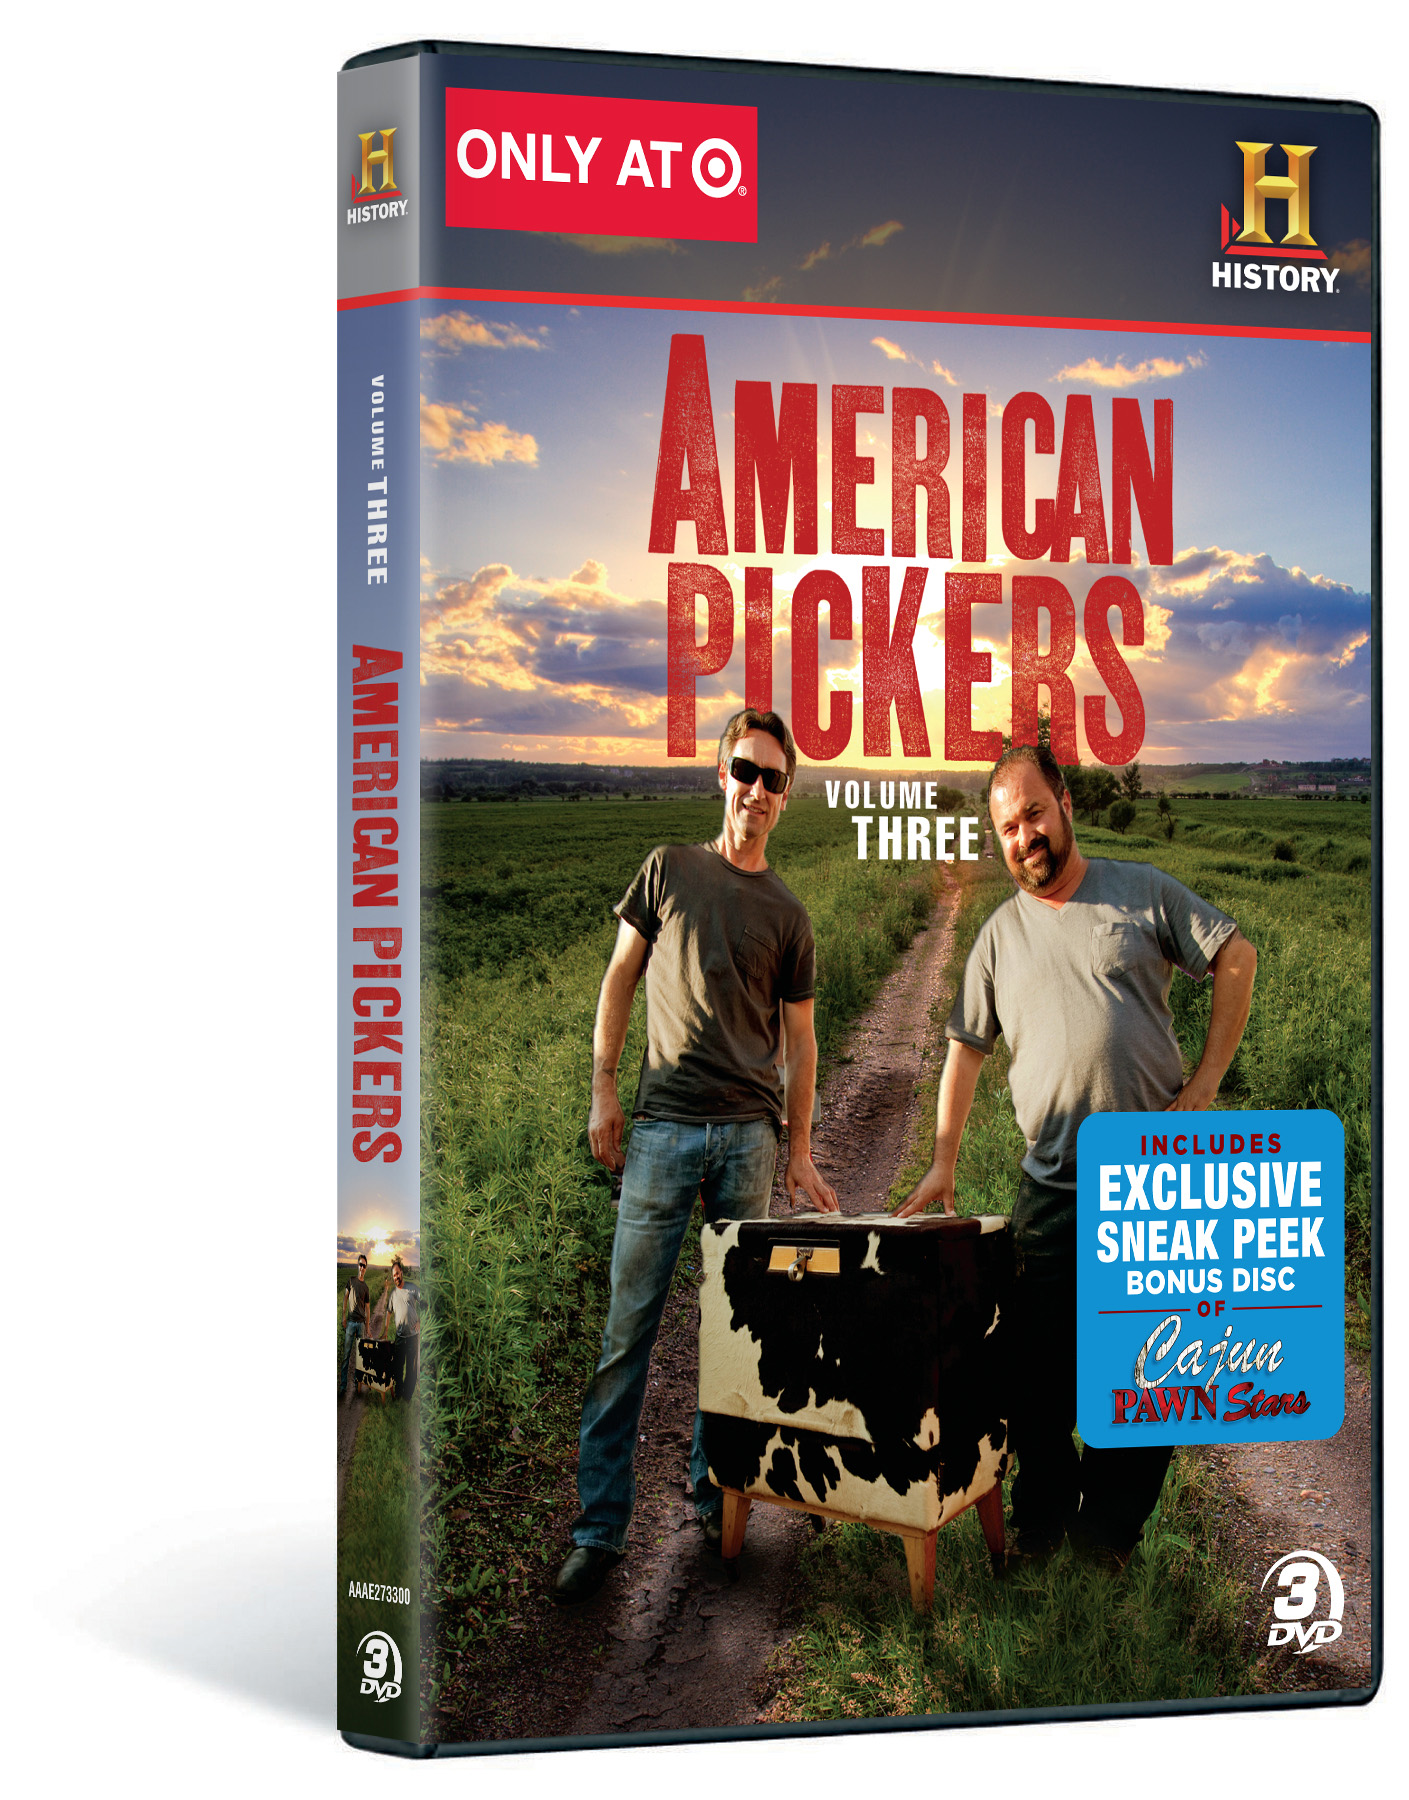 HISTORY
VOLUME THREE
AMERICAN PICKERS
AAAE273300
3
DVD
ONLY AT
H
HISTORY
AMERICAN
PICKERS
VOLUME
THREE
INCLUDES
EXCLUSIVE
SNEAK PEEK
BONUS DISC
OF
Cajun
PAWN Stars
3
DVD